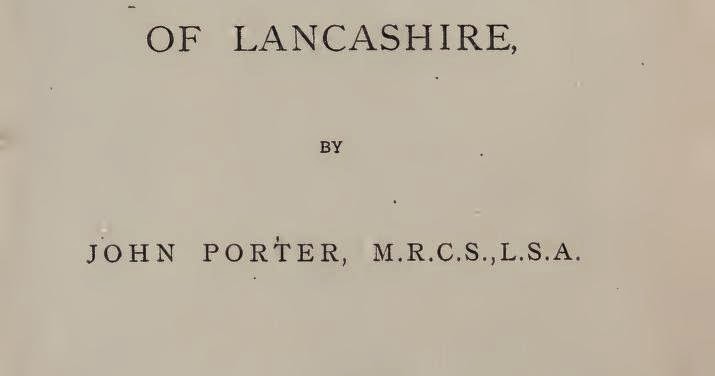 OF LANCASHIRE,
BY
JOHN PORTER, M.R.C.S.,L.S.A.